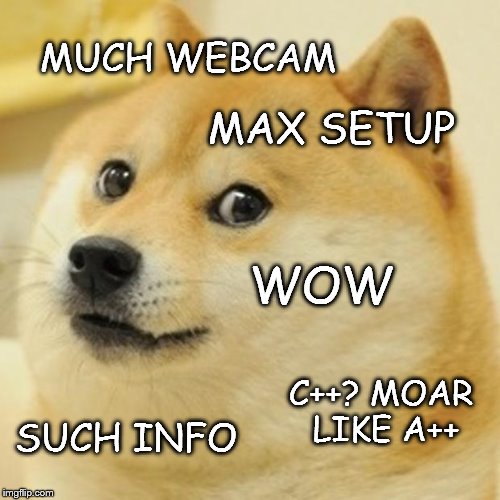 MUCH WEBCAM
MAX SETUP
WOW
C++? MOAR
LIKE A++
SUCH INFO
imgflip.com